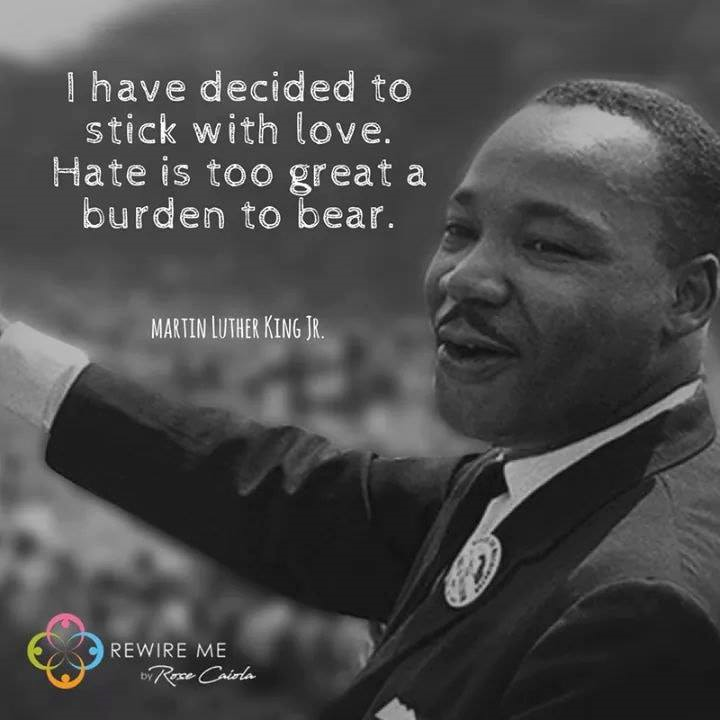 I have decided to
stick with love.
Hate is too great a
burden to bear.
MARTIN LUTHER KING JR.
REWIRE ME
by Rose Caiola